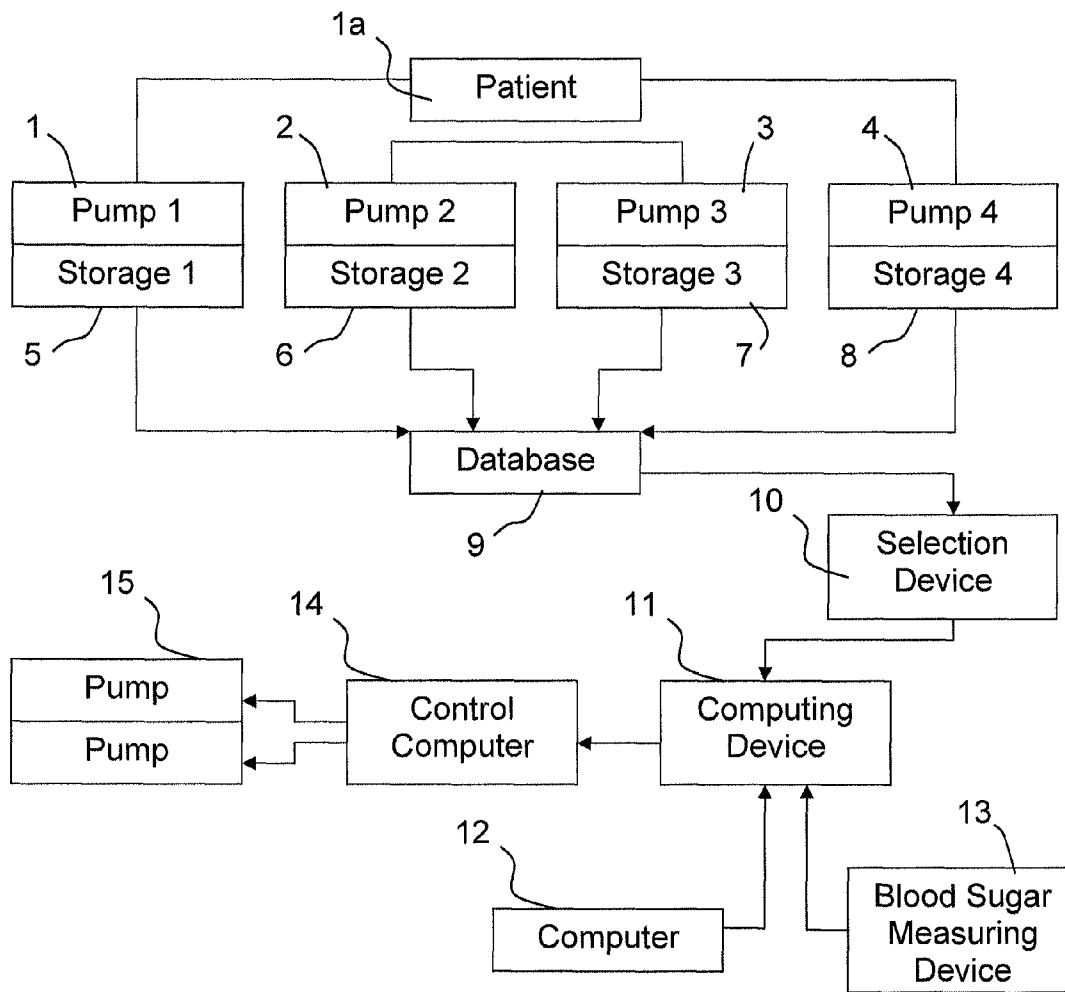 1a
Patient
1
2
3
4
Pump 1
Pump 2
Pump 3
Pump 4
Storage 1
Storage 2
Storage 3
Storage 4
5
6
7
8
Database
9
10
Selection
Device
15
14
11
Pump
Pump
Control
Computer
Computing
Device
12
13
Computer
Blood Sugar
Measuring
Device